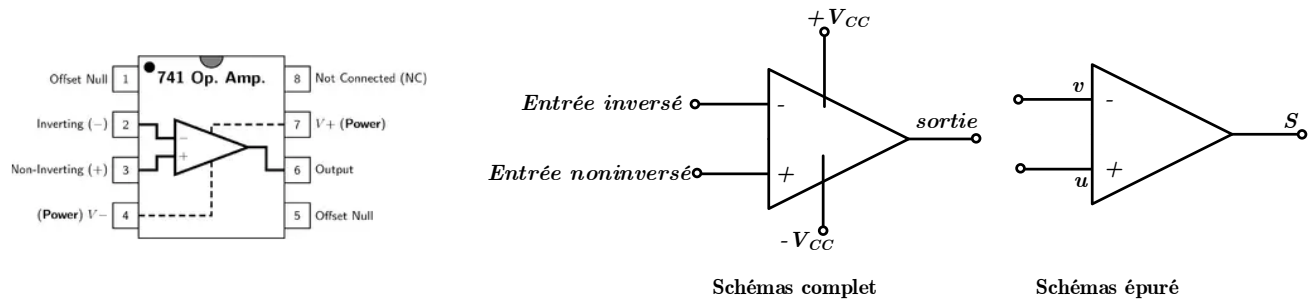 741 Op. Amp.
Offset Null 1
8 Not Connected (NC)
Inverting (−) 2
7 V+ (Power)
Non-Inverting (+) 3
6 Output
(Power) V− 4
5 Offset Null
−
+
+VCC
Entrée inversé
-
sortie
Entrée noninversé
+
-VCC
Schémas complet
v
-
S
u
+
Schémas épuré